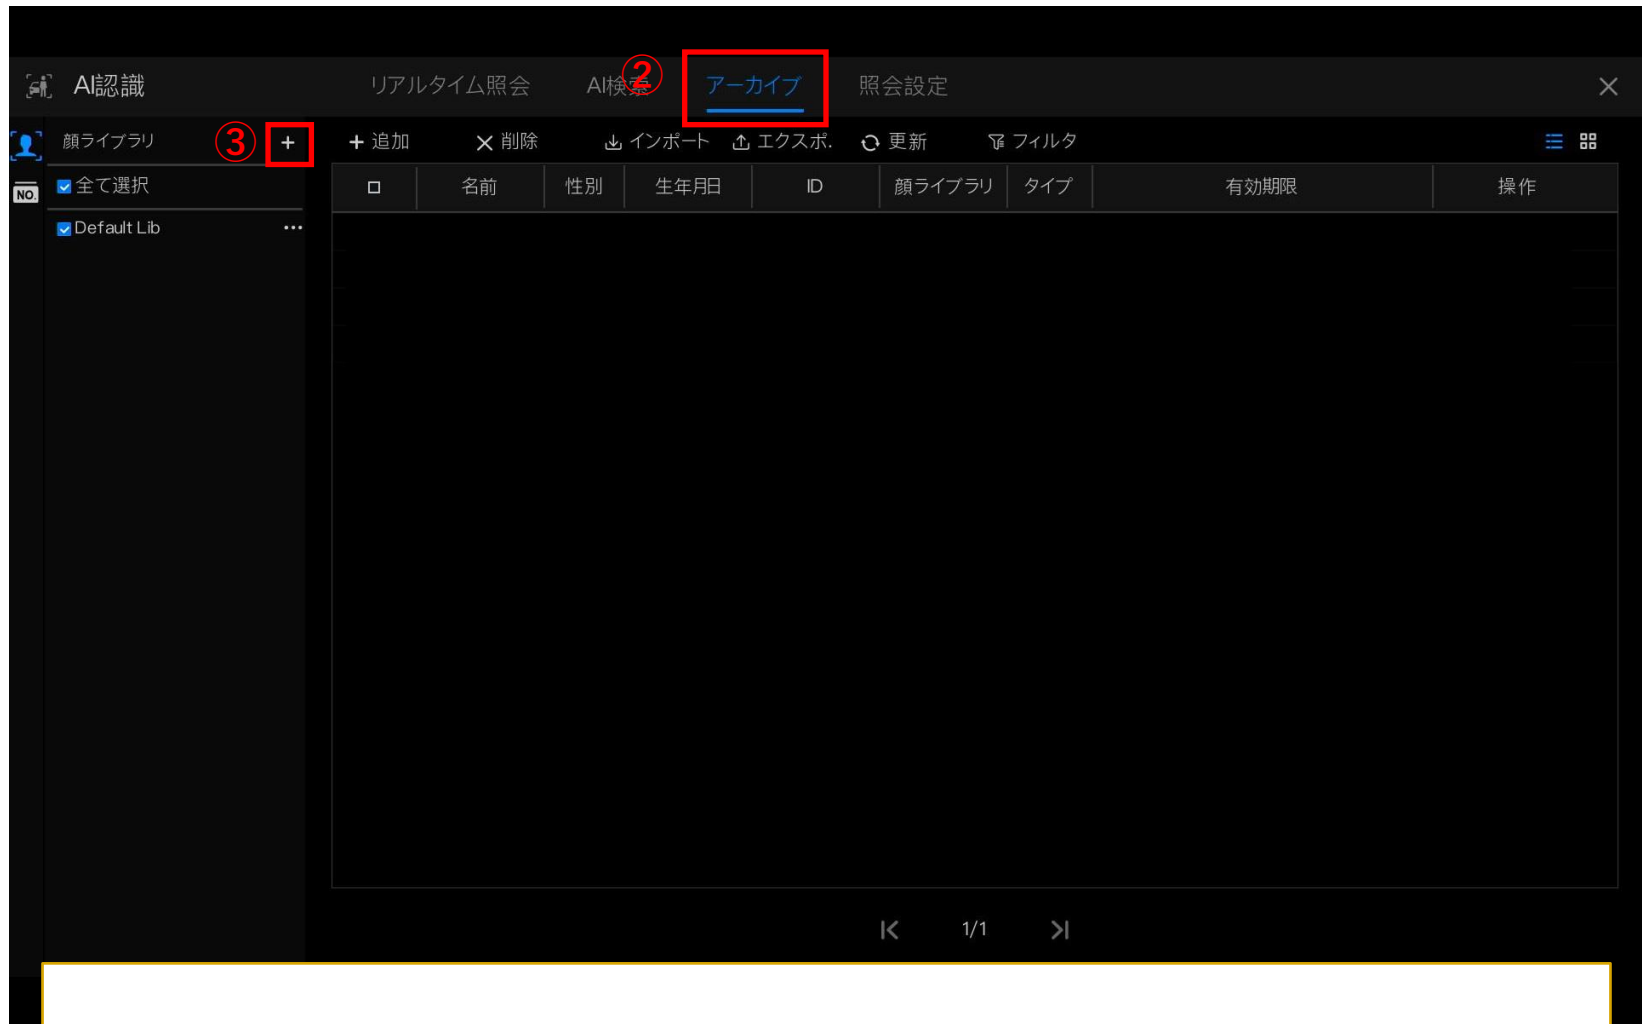 AI認識 リアルタイム照会 AI検索 ② アーカイブ 照会設定
顔ライブラリ ③ + + 追加 削除 インポート エクスポ. 更新 フィルタ
NO. 全て選択 名前 性別 生年月日 ID 顔ライブラリ タイプ 有効期限 操作
Default Lib ...
1/1